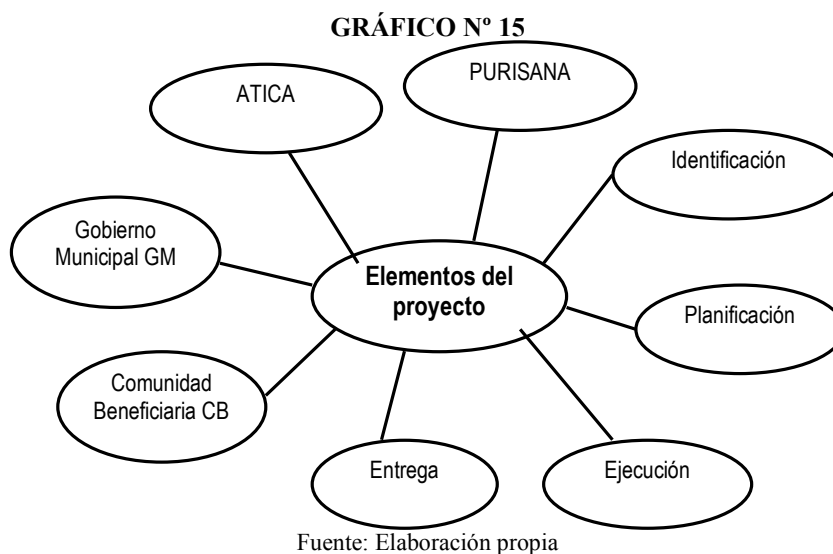 GRÁFICO Nº 15
ATICA
PURISANA
Identificación
Gobierno
Municipal GM
Elementos del
proyecto
Planificación
Comunidad
Beneficiaria CB
Entrega
Ejecución
Fuente: Elaboración propia